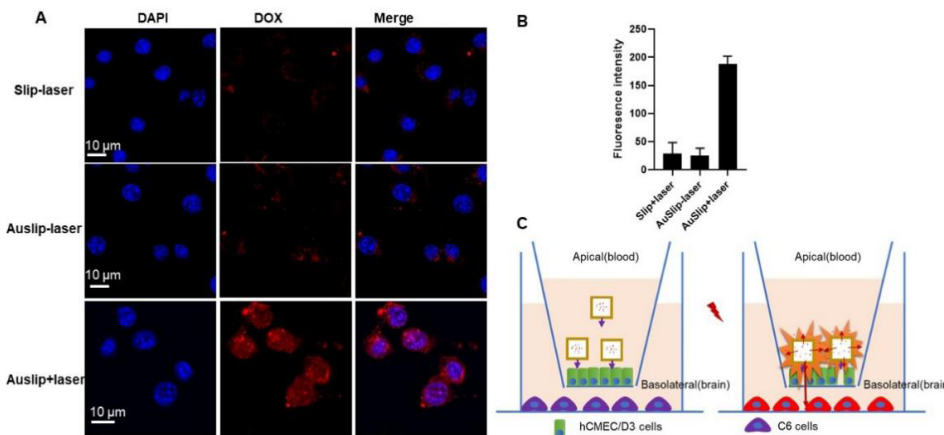 A
DAPI
DOX
Merge
Slip-laser
10 µm
Auslip-laser
10 µm
Auslip+laser
10 µm
B
Fluoresence intensity
250
200
150
100
50
0
Slip+laser
AuSlip-laser
AuSlip+laser
C
Apical(blood)
Basolateral(brain)
Apical(blood)
Basolateral(brain)
hCMEC/D3 cells
C6 cells